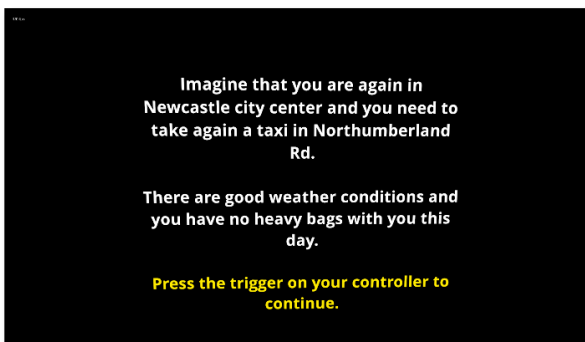 Imagine that you are again in
Newcastle city center and you need to
take again a taxi in Northumberland
Rd.
There are good weather conditions and
you have no heavy bags with you this
day.
Press the trigger on your controller to
continue.